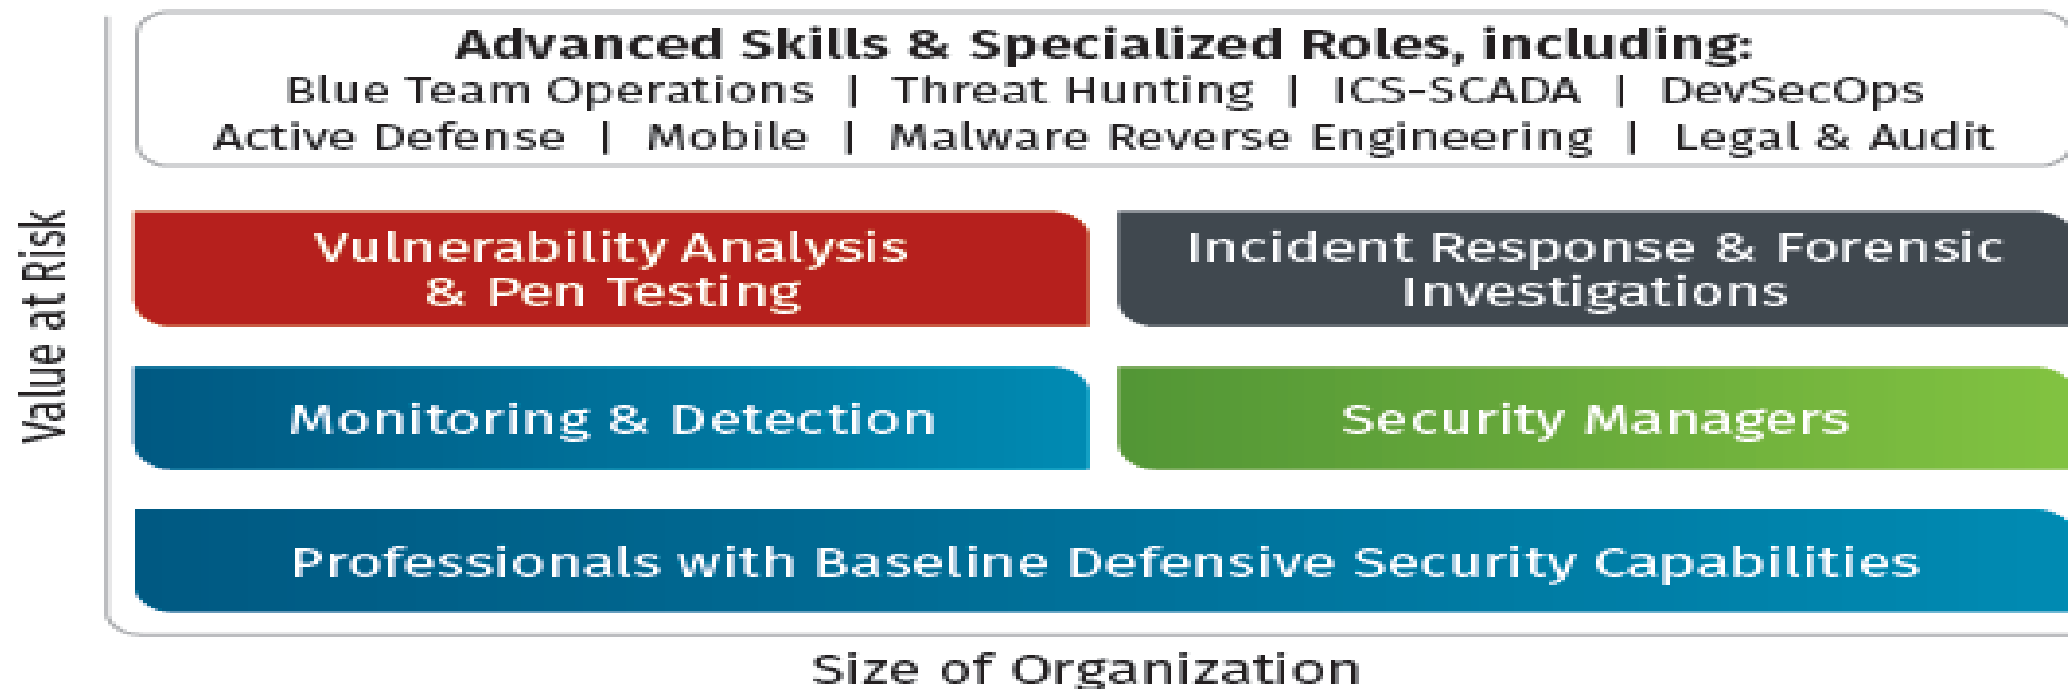 Advanced Skills & Specialized Roles, including:
Blue Team Operations | Threat Hunting | ICS-SCADA | DevSecOps
Active Defense | Mobile | Malware Reverse Engineering | Legal & Audit
Value at Risk
Vulnerability Analysis
& Pen Testing
Incident Response & Forensic
Investigations
Monitoring & Detection
Security Managers
Professionals with Baseline Defensive Security Capabilities
Size of Organization